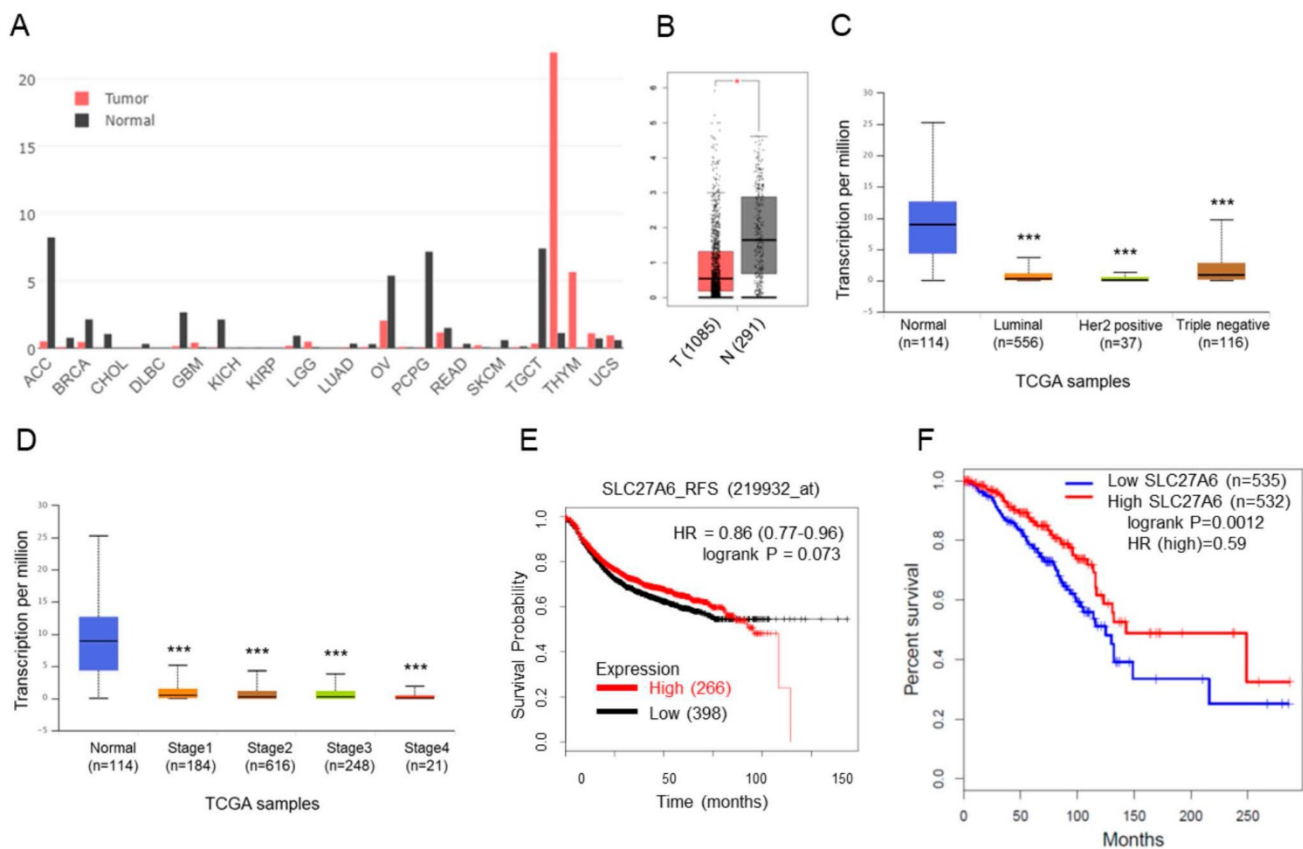 A
20
15
10
5
0
Tumor
Normal
ACC
BRCA
CHOL
DLBC
GBM
KICH
KIRP
LGG
LUAD
OV
PCPG
READ
SKCM
TGCT
THYM
UCS
B
6
5
4
3
2
1
0
*
T (1085)
N (291)
C
Transcription per million
30
25
20
15
10
5
0
-5
***
***
***
Normal
(n=114)
Luminal
(n=556)
Her2 positive
(n=37)
Triple negative
(n=116)
TCGA samples
D
Transcription per million
30
25
20
15
10
5
0
-5
***
***
***
***
Normal
(n=114)
Stage1
(n=184)
Stage2
(n=616)
Stage3
(n=248)
Stage4
(n=21)
TCGA samples
E
SLC27A6_RFS (219932_at)
HR = 0.86 (0.77-0.96)
logrank P = 0.073
Survival Probability
1.0
0.8
0.6
0.4
0.2
0.0
Expression
High (266)
Low (398)
0 50 100 150
Time (months)
F
Low SLC27A6 (n=535)
High SLC27A6 (n=532)
logrank P=0.0012
HR (high)=0.59
Percent survival
1.0
0.8
0.6
0.4
0.2
0.0
0 50 100 150 200 250
Months